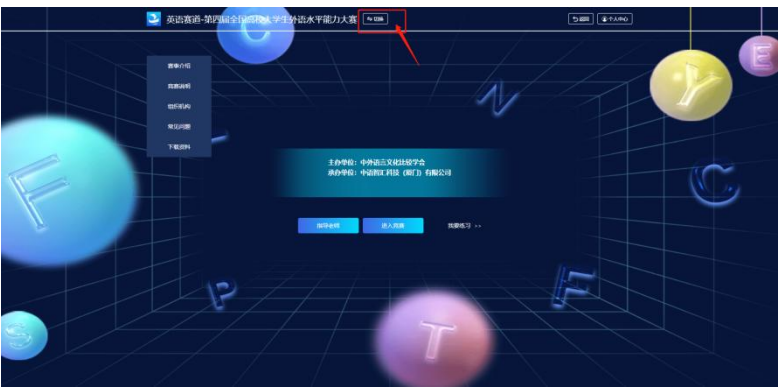 英语赛道-第四届全国高校大学生外语水平能力大赛 切换
返回 个人中心
赛事介绍
竞赛说明
组织机构
常见问题
下载资料
主办单位：中外语言文化比较学会
承办单位：中语智汇科技（厦门）有限公司
指导老师 进入竞赛 我要练习 >>
F
N
Y
E
C
P
F
S
T